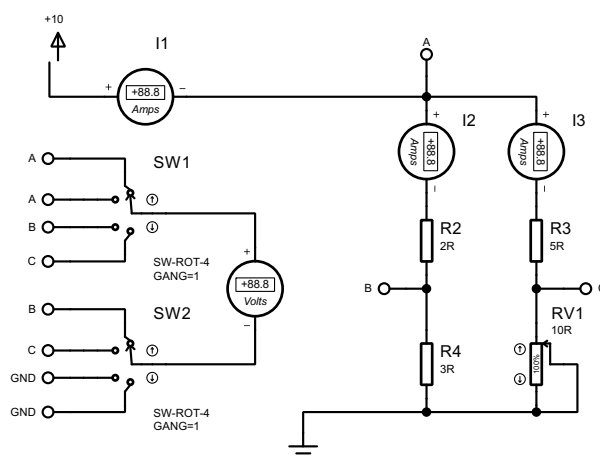 +10
I1
A
+
+88.8
Amps
−
+
I2
+88.8
Amps
−
+
I3
+88.8
Amps
−
A
SW1
A
B
C
SW-ROT-4
GANG=1
+
+88.8
Volts
−
R2
2R
R3
5R
B
C
RV1
10R
100%
R4
3R
B
SW2
C
GND
GND
SW-ROT-4
GANG=1